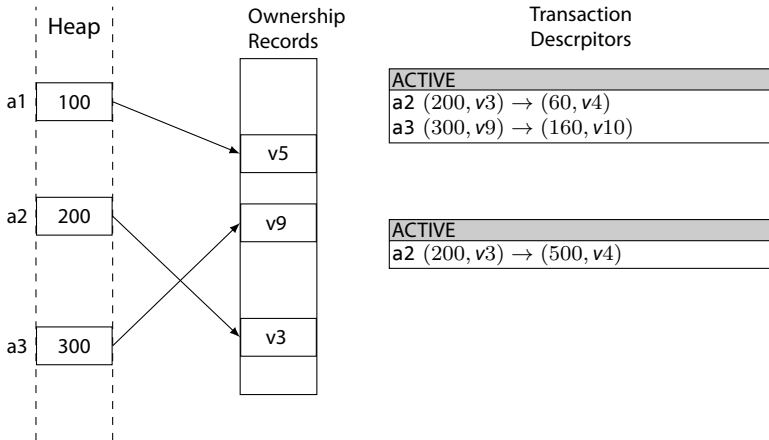 Heap
Ownership
Records
Transaction
Descrpitors
a1
100
a2
200
a3
300
v5
v9
v3
ACTIVE
a2 (200, v3) → (60, v4)
a3 (300, v9) → (160, v10)
ACTIVE
a2 (200, v3) → (500, v4)